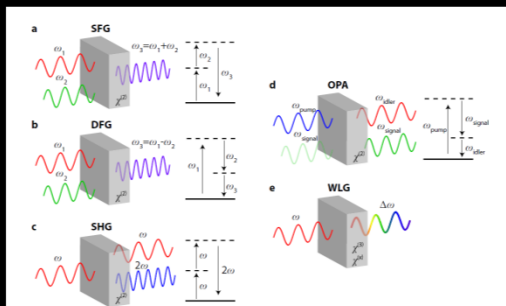 a
SFG
ω₁
ω₂
ω₃=ω₁+ω₂
χ⁽²⁾
ω₂
ω₁
ω₃
b
DFG
ω₁
ω₂
ω₃=ω₁-ω₂
χ⁽²⁾
ω₁
ω₂
ω₃
c
SHG
ω
ω
2ω
χ⁽²⁾
ω
ω
2ω
d
OPA
ωpump
ωsignal
ωidler
ωsignal
χ⁽²⁾
ωpump
ωsignal
ωidler
e
WLG
ω
Δω
χ⁽³⁾